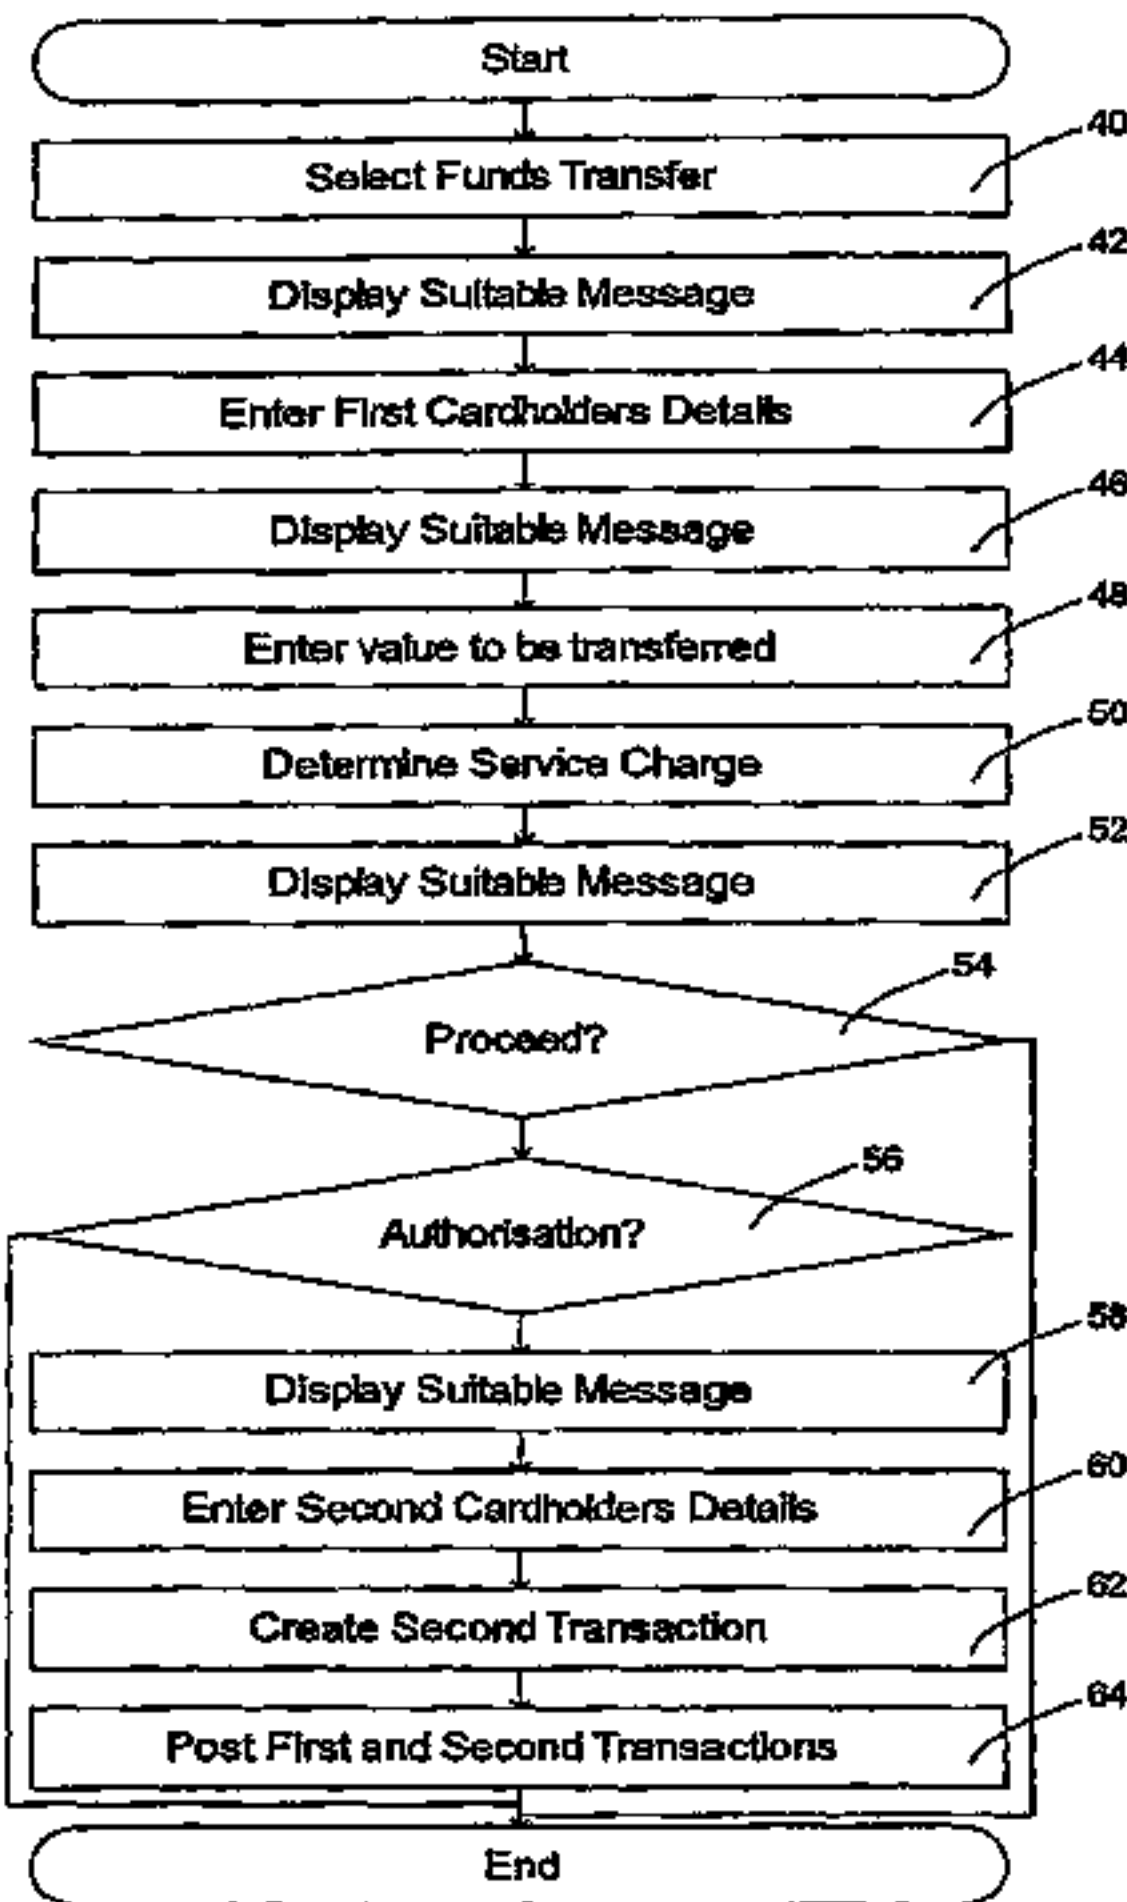 Start
Select Funds Transfer
40
Display Suitable Message
42
Enter First Cardholders Details
44
Display Suitable Message
46
Enter value to be transferred
48
Determine Service Charge
50
Display Suitable Message
52
Proceed?
54
Authorisation?
56
Display Suitable Message
58
Enter Second Cardholders Details
60
Create Second Transaction
62
Post First and Second Transactions
64
End